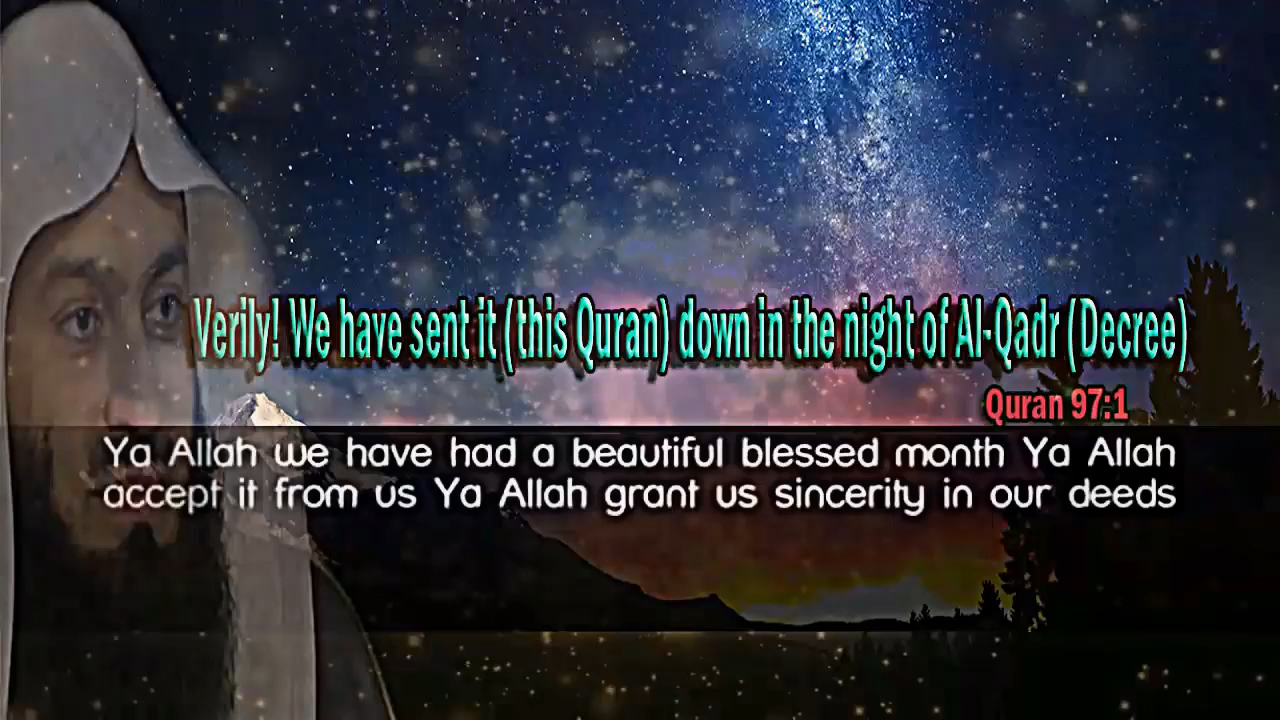 Verily! We have sent it (this Quran) down in the night of Al-Qadr (Decree)
Quran 97:1
Ya Allah we have had a beautiful blessed month Ya Allah
accept it from us Ya Allah grant us sincerity in our deeds